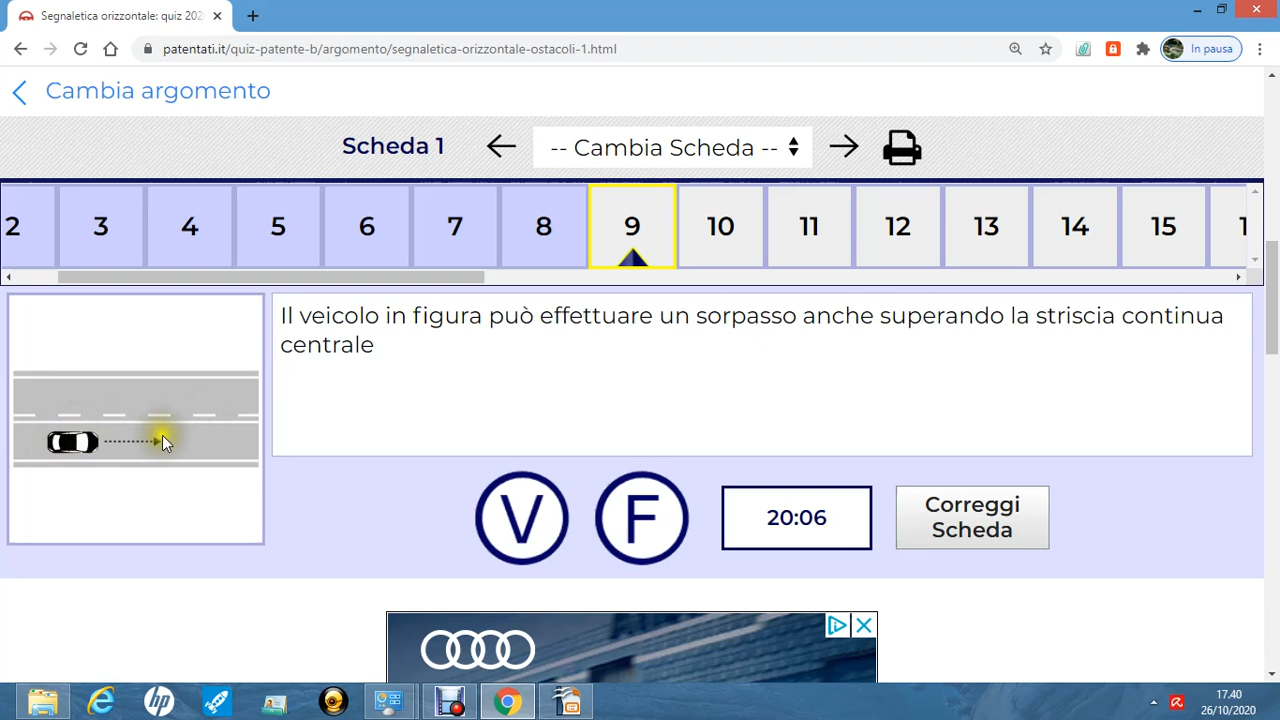 Segnaletica orizzontale: quiz 202
patentati.it/quiz-patente-b/argomento/segnaletica-orizzontale-ostacoli-1.html
In pausa
Cambia argomento
Scheda 1
-- Cambia Scheda --
2 3 4 5 6 7 8 9 10 11 12 13 14 15 1
Il veicolo in figura può effettuare un sorpasso anche superando la striscia continua
centrale
V F 20:06 Correggi
Scheda
17.40
26/10/2020